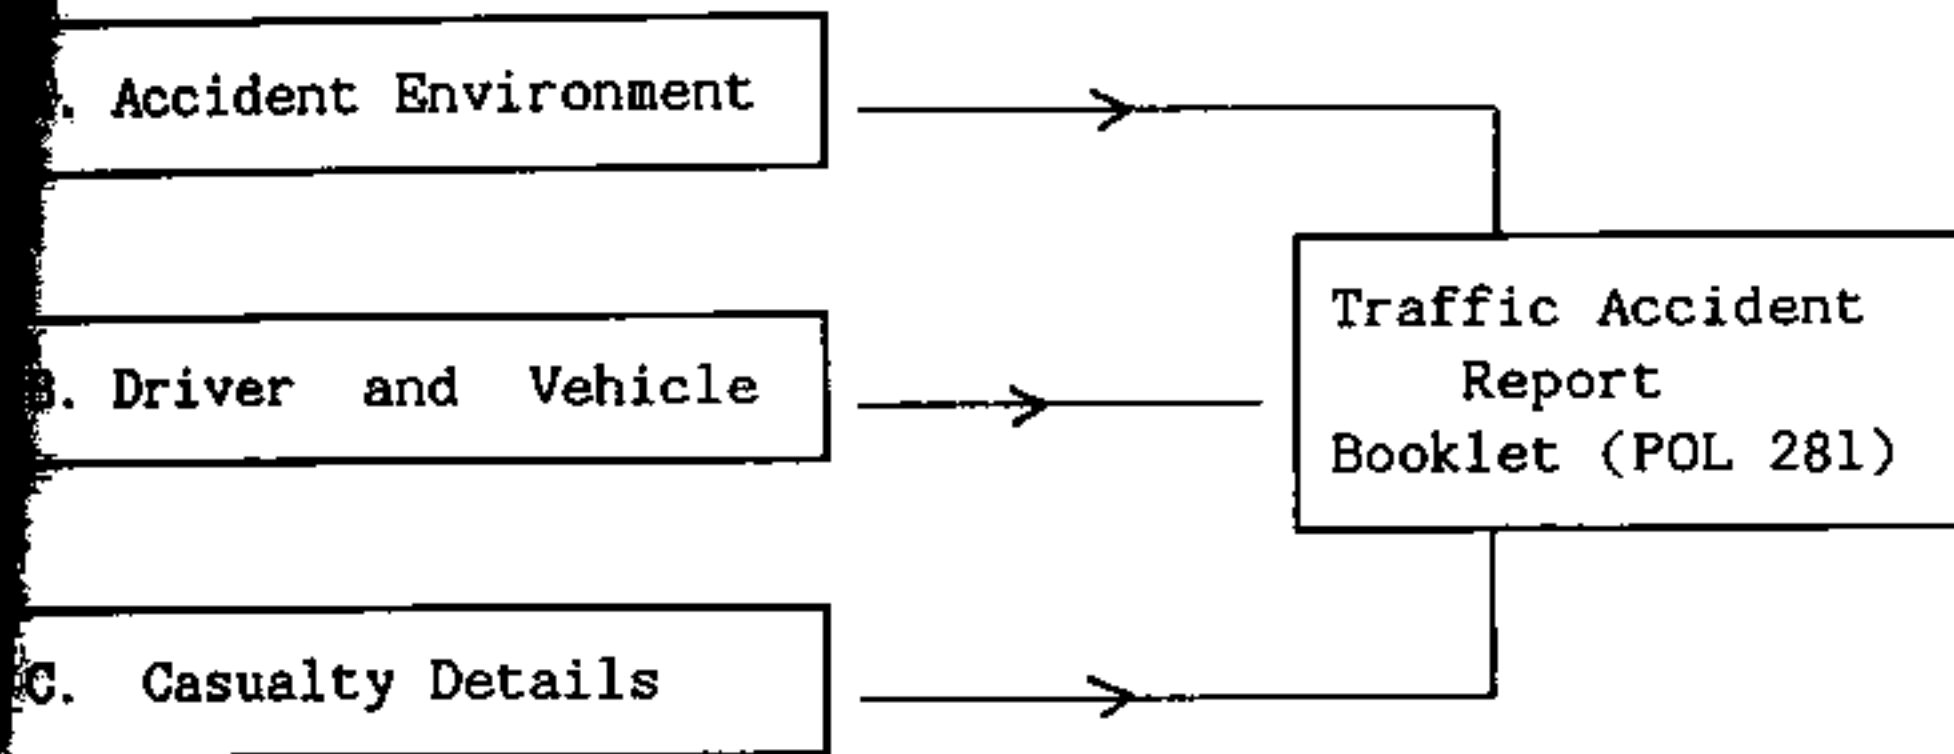 . Accident Environment
B. Driver and Vehicle
Traffic Accident
Report
Booklet (POL 281)
C. Casualty Details